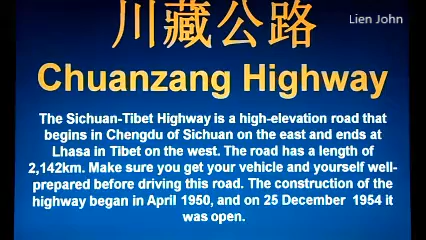 川藏公路
Lien John
Chuanzang Highway
The Sichuan-Tibet Highway is a high-elevation road that
begins in Chengdu of Sichuan on the east and ends at
Lhasa in Tibet on the west. The road has a length of
2,142km. Make sure you get your vehicle and yourself well-
prepared before driving this road. The construction of the
highway began in April 1950, and on 25 December 1954 it
was open.